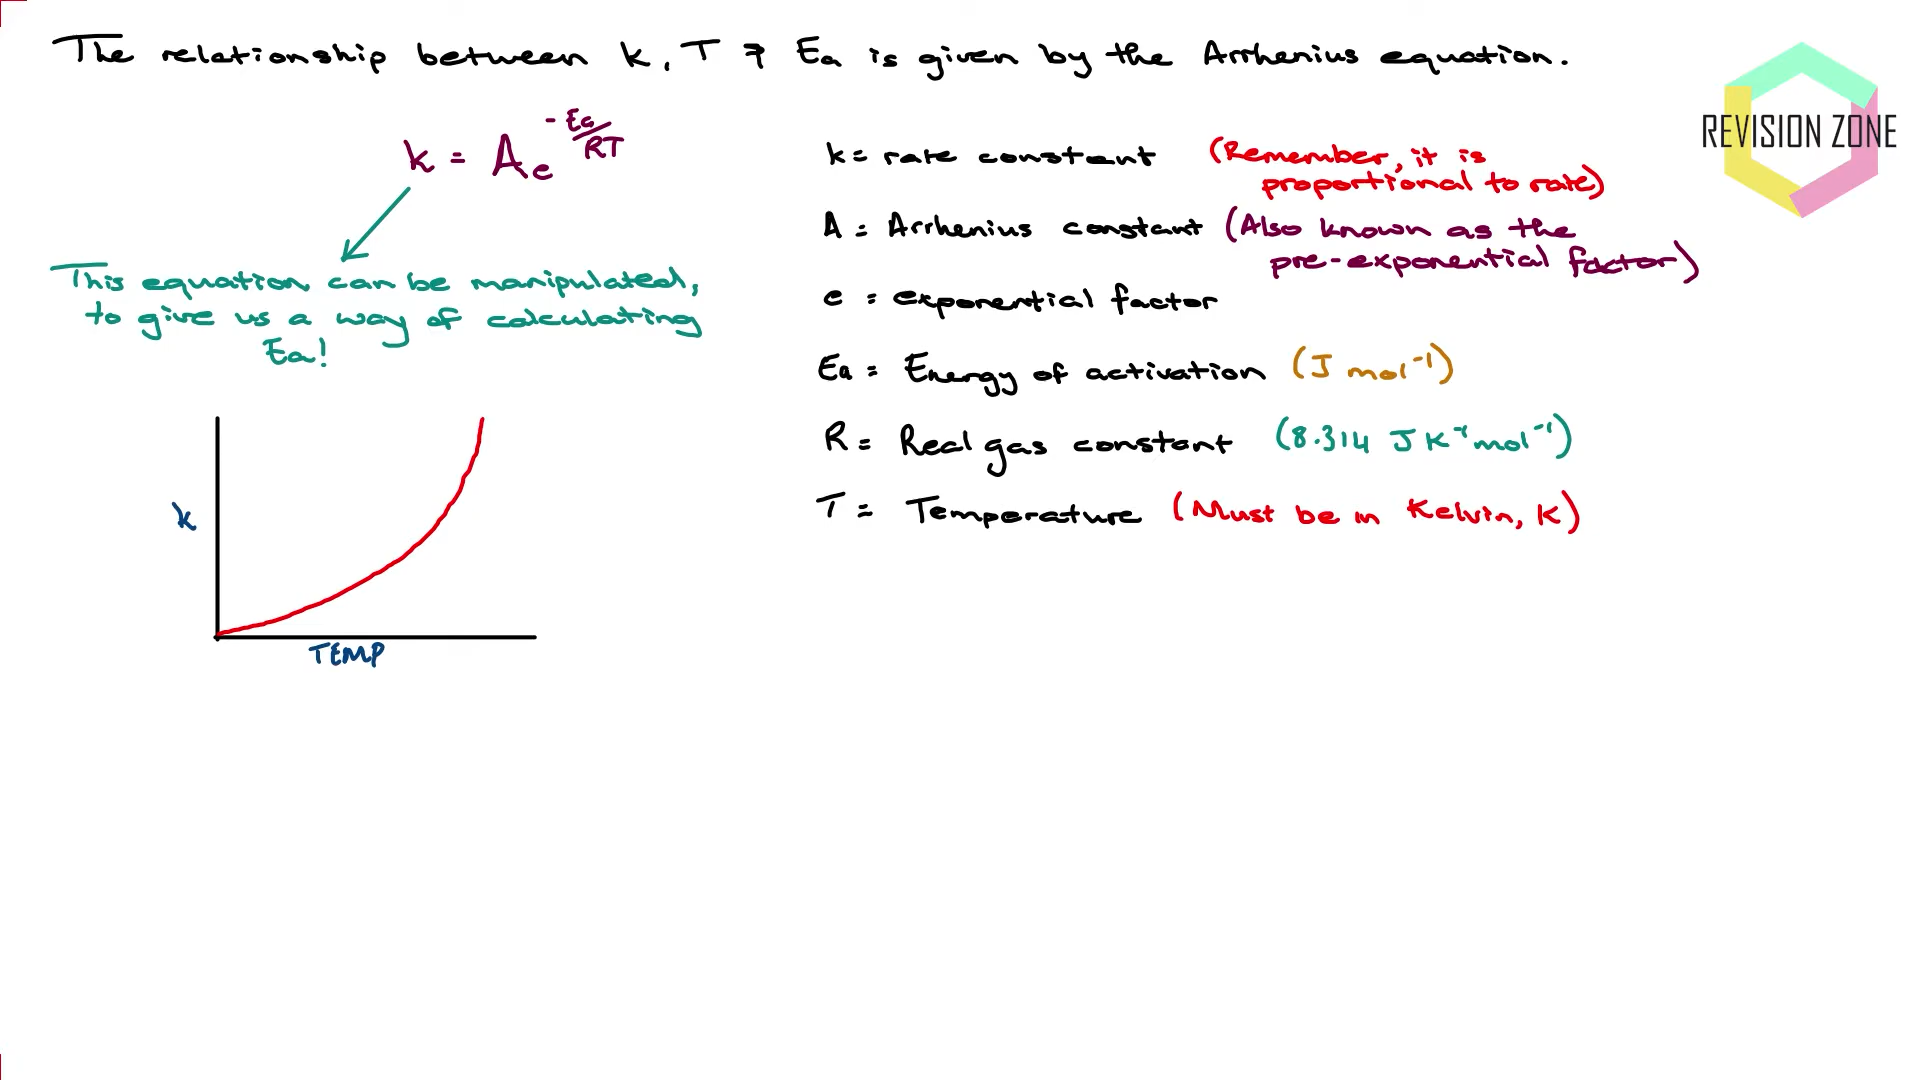 The relationship between k, T & Ea is given by the Arrhenius equation.
k = Ae^-Ea/RT
This equation can be manipulated,
to give us a way of calculating
Ea!
k
TEMP
k = rate constant (Remember, it is
proportional to rate)
A = Arrhenius constant (Also known as the
pre-exponential factor)
e = exponential factor
Ea = Energy of activation (J mol⁻¹)
R = Real gas constant (8.314 J K⁻¹ mol⁻¹)
T = Temperature (Must be in Kelvin, K)
REVISION ZONE